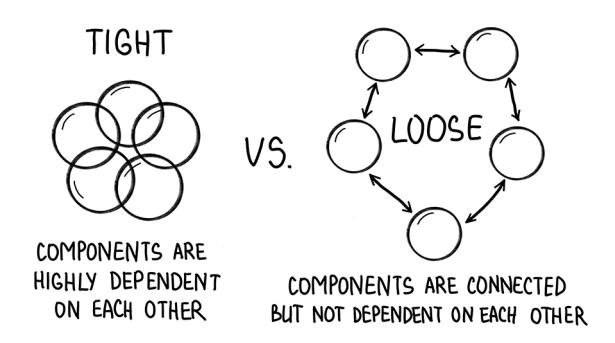 TIGHT
COMPONENTS ARE
HIGHLY DEPENDENT
ON EACH OTHER
VS.
LOOSE
COMPONENTS ARE CONNECTED
BUT NOT DEPENDENT ON EACH OTHER